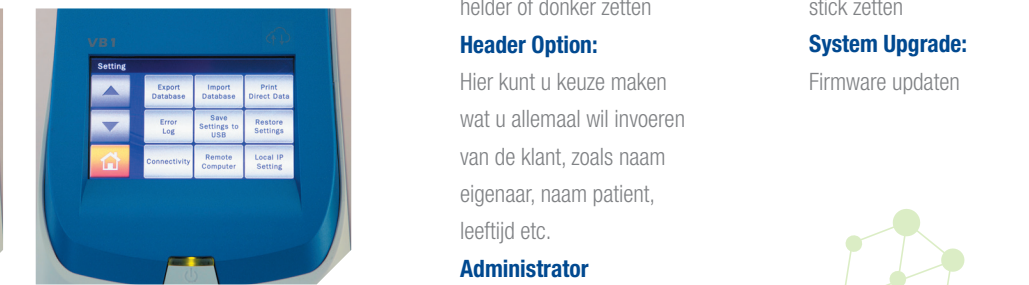 VB1
Setting
Export
Database
Import
Database
Print
Direct Data
Error
Log
Save
Settings to
USB
Restore
Settings
Connectivity
Remote
Computer
Local IP
Setting
helder of donker zetten
Header Option:
Hier kunt u keuze maken
wat u allemaal wil invoeren
van de klant, zoals naam
eigenaar, naam patient,
leeftijd etc.
Administrator
stick zetten
System Upgrade:
Firmware updaten